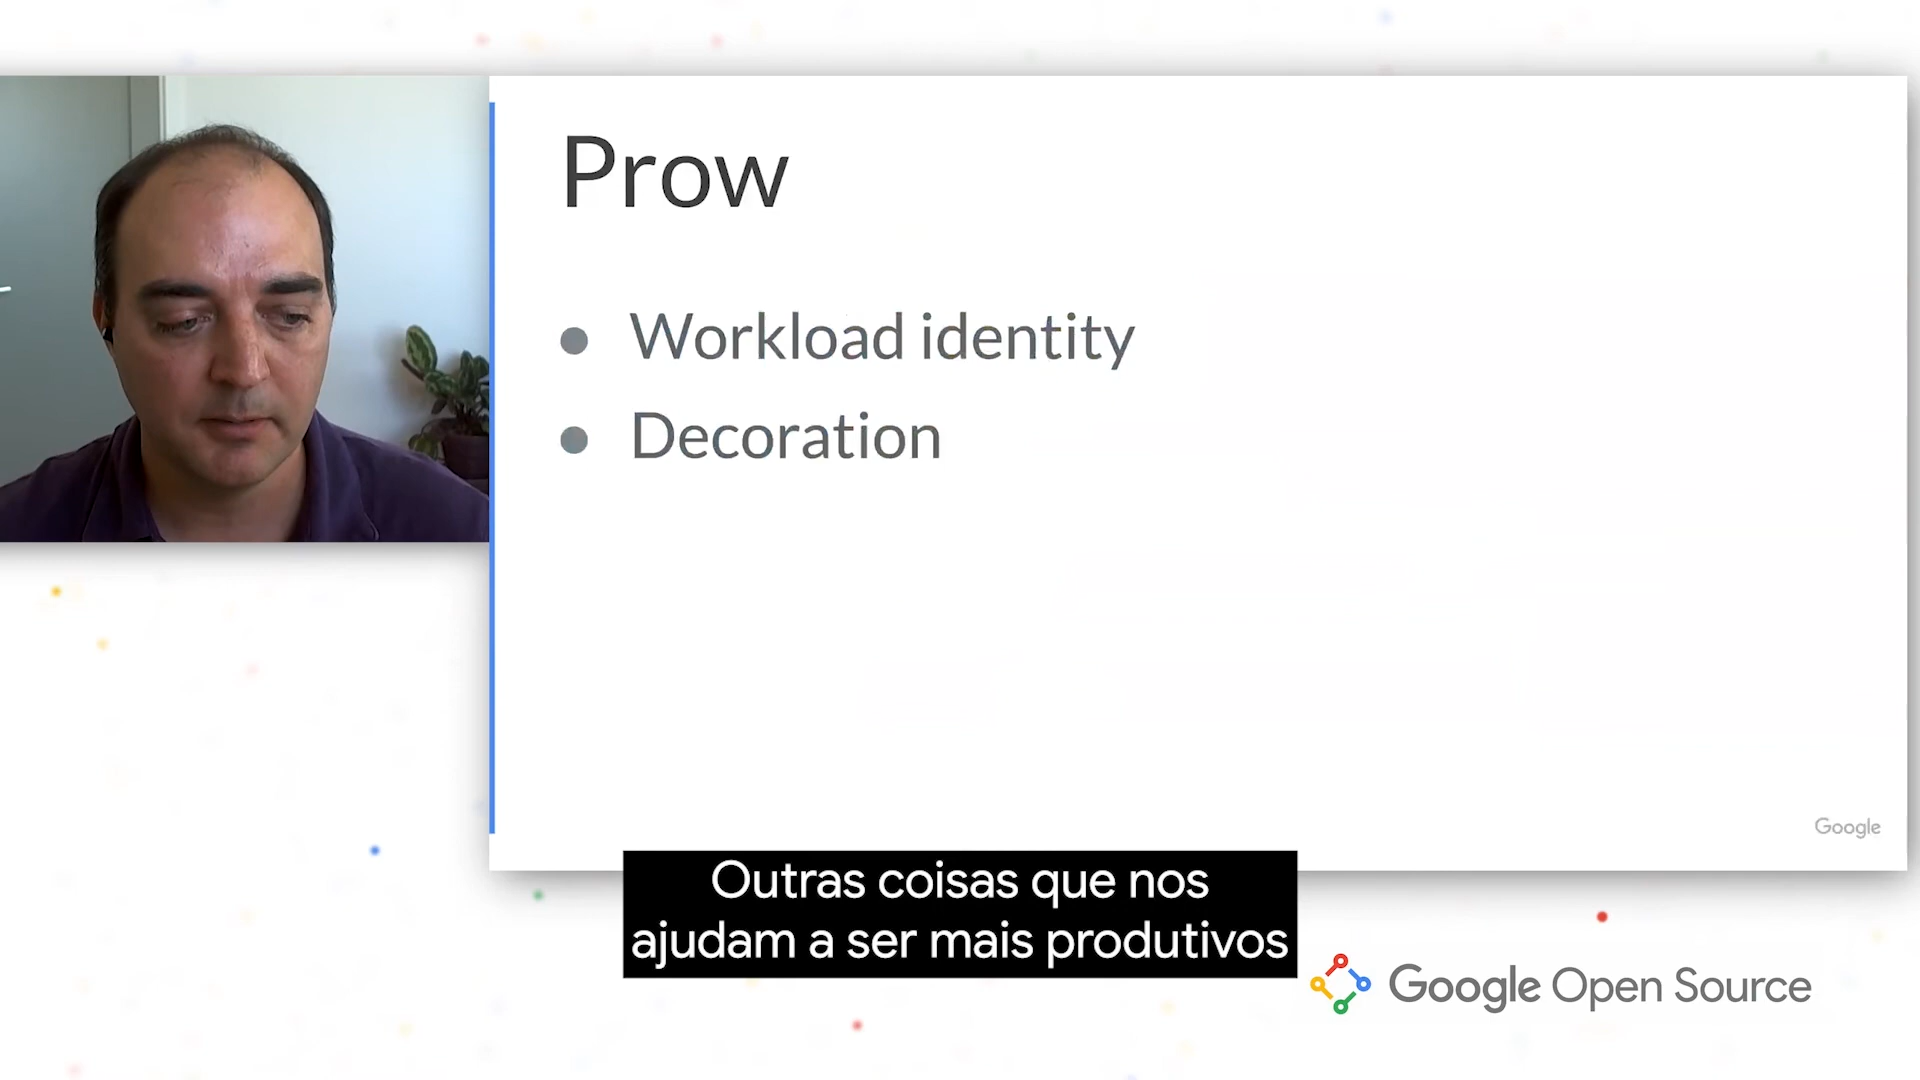 Prow
Workload identity
Decoration
Google
Outras coisas que nos
ajudam a ser mais produtivos
Google Open Source